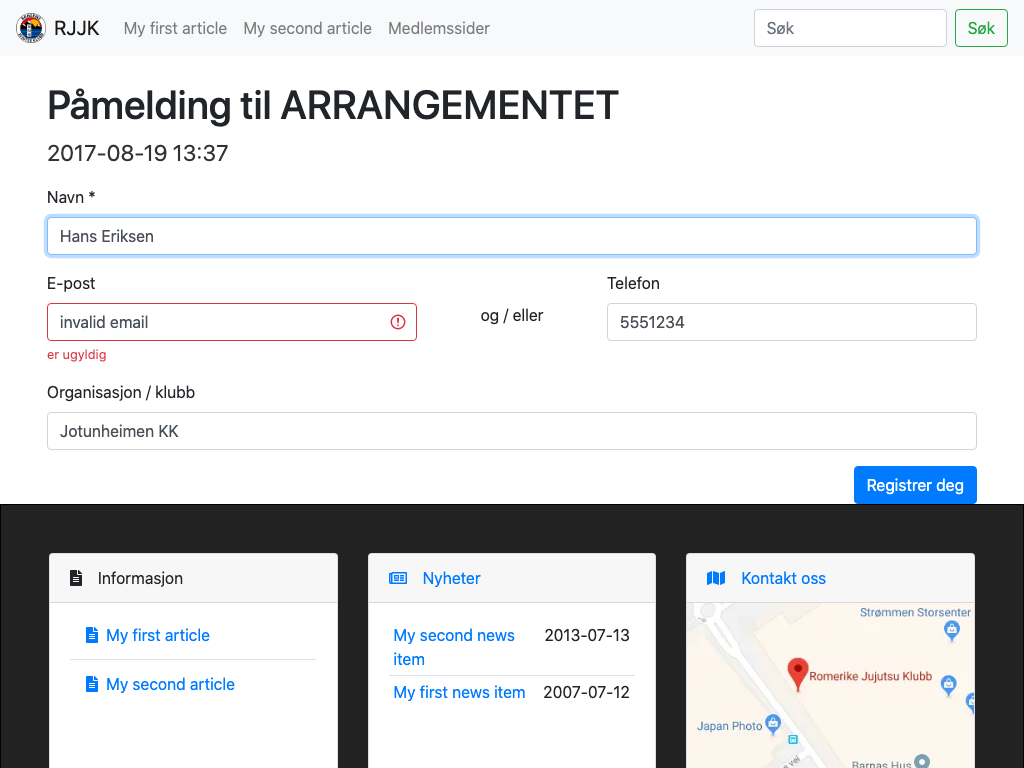 RJJK My first article My second article Medlemssider Søk Søk
Påmelding til ARRANGEMENTET
2017-08-19 13:37
Navn *
Hans Eriksen
E-post
Telefon
invalid email
og / eller
5551234
er ugyldig
Organisasjon / klubb
Jotunheimen KK
Registrer deg
Informasjon
My first article
My second article
Nyheter
My second news item 2013-07-13
My first news item 2007-07-12
Kontakt oss
Strømmen Storsenter
Romerike Jujutsu Klubb
Japan Photo
Barnas Hus